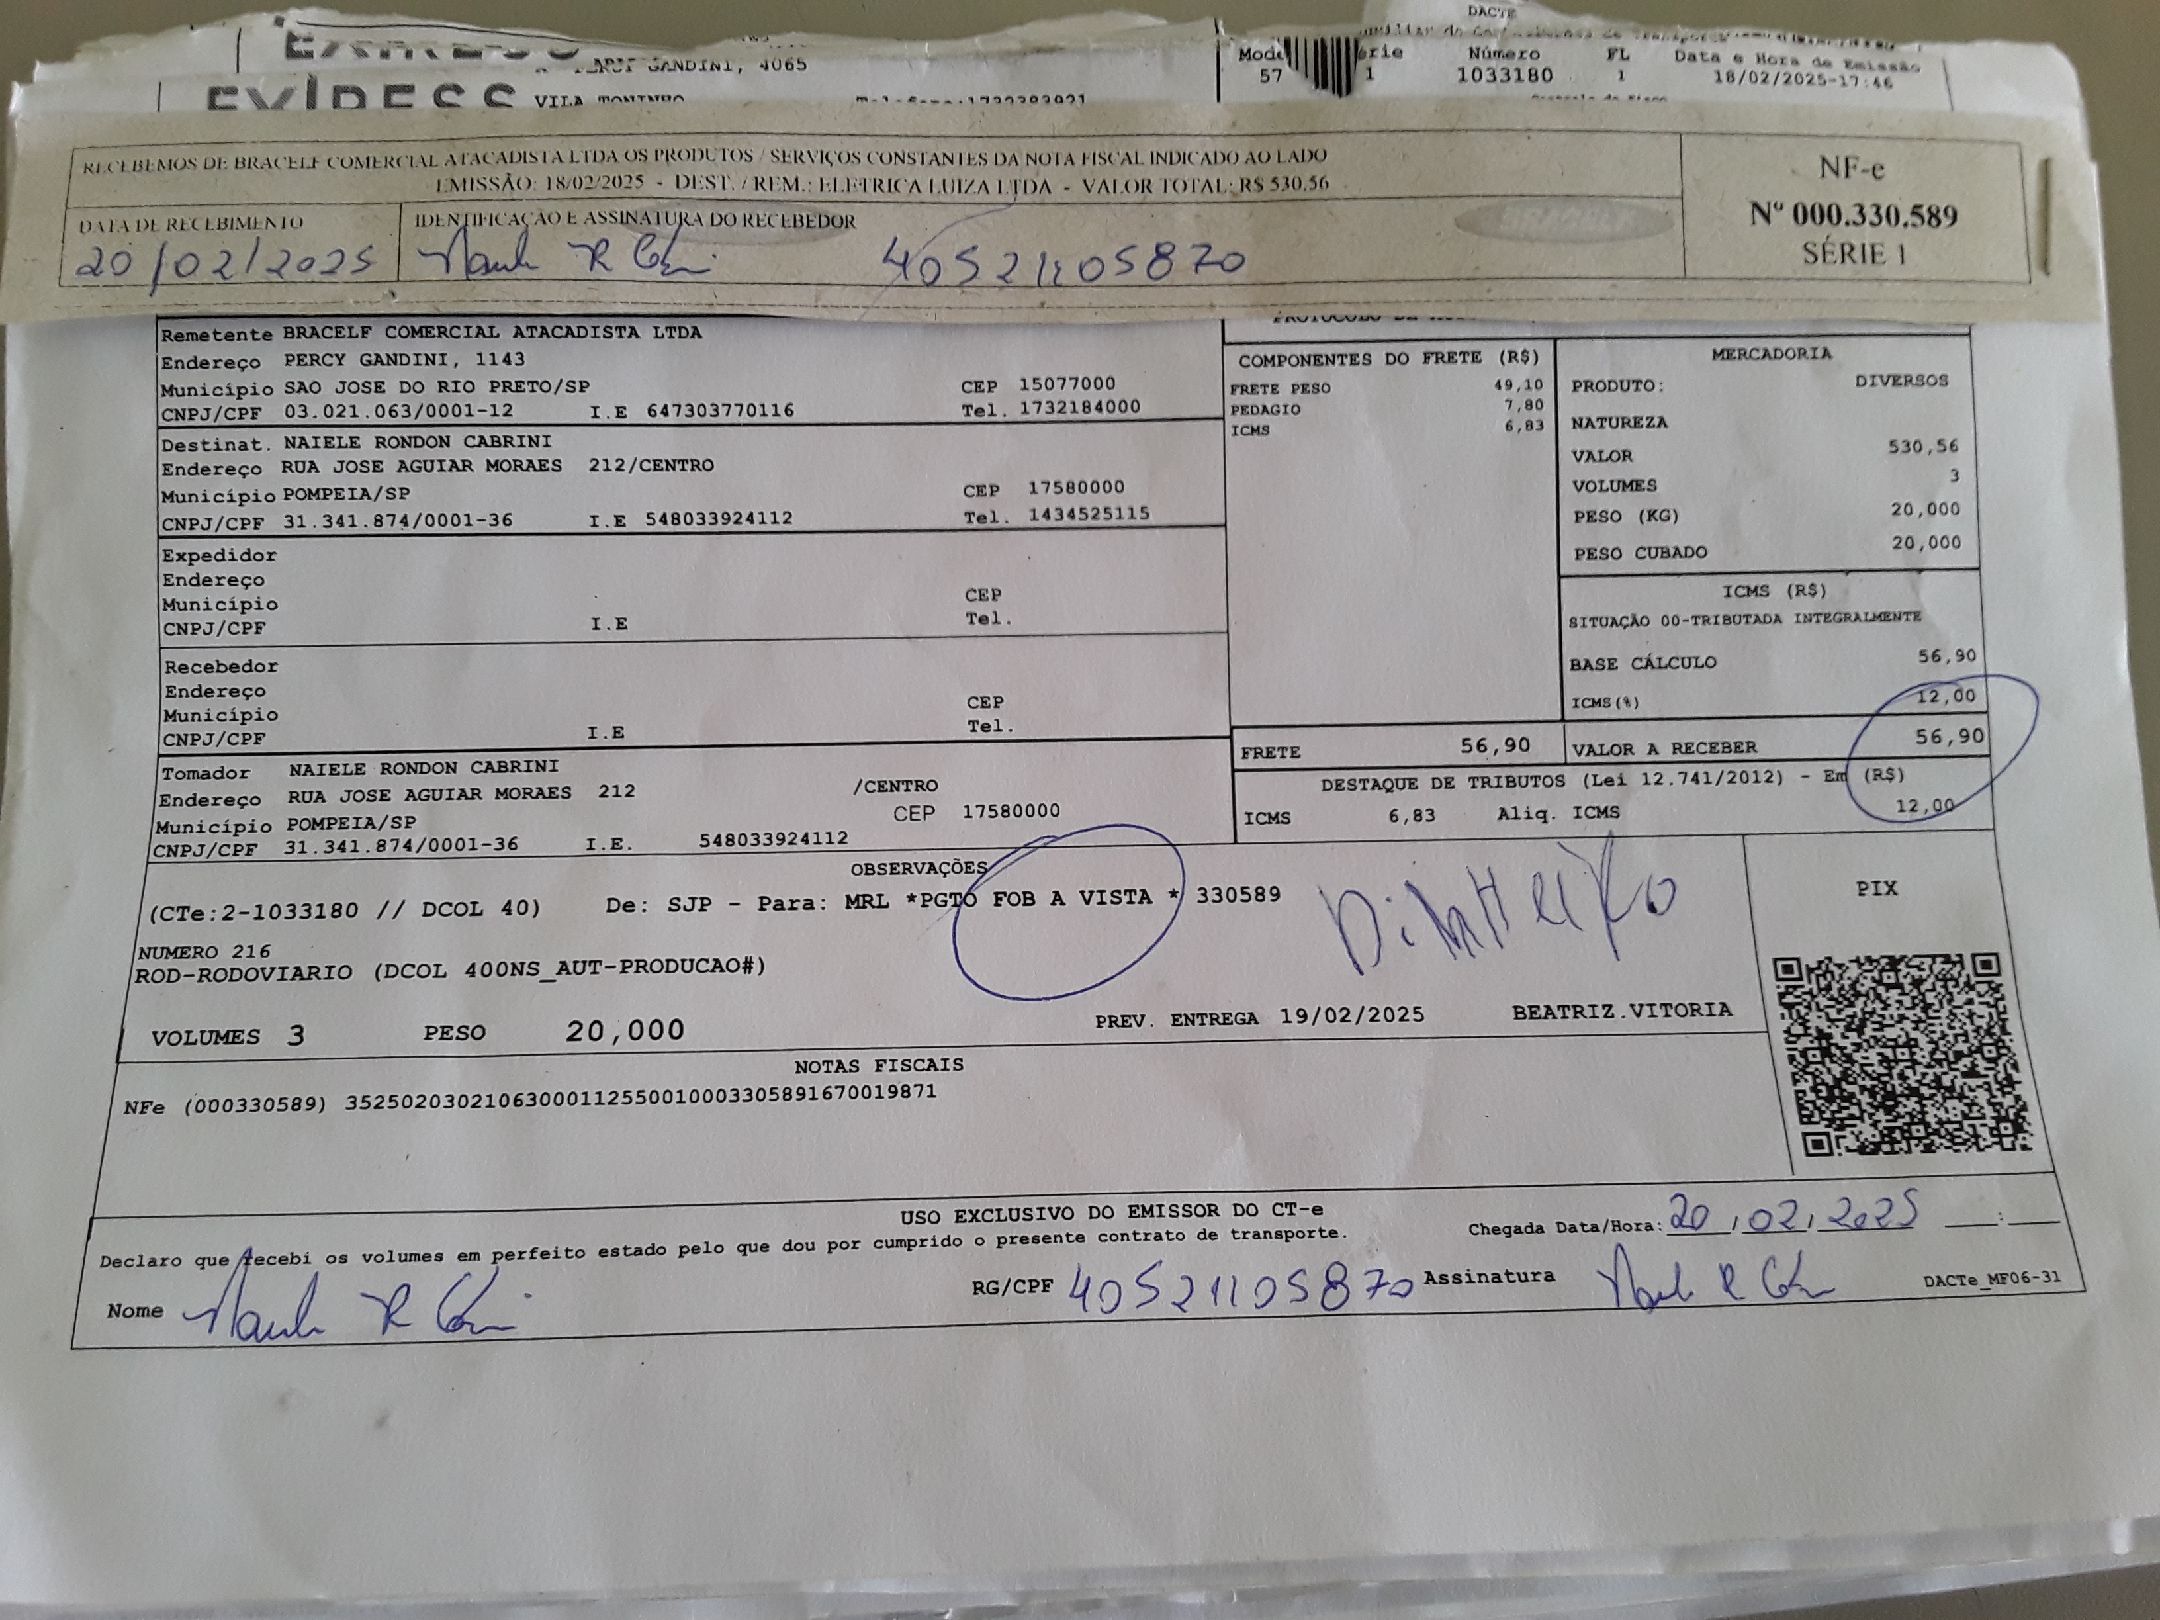 DACTE
PERCY GANDINI, 4065
Série Número FL Data e Hora de Emissão
57 1 1033180 1 18/02/2025-17:46
EXPRESS VILA TONINHO
RECEBEMOS DE BRACELF COMERCIAL ATACADISTA LTDA OS PRODUTOS / SERVIÇOS CONSTANTES DA NOTA FISCAL INDICADO AO LADO
EMISSÃO: 18/02/2025 - DEST. / REM.: ELETRICA LUIZA LTDA - VALOR TOTAL: R$ 530,56
NF-e
Nº 000.330.589
SÉRIE 1
DATA DE RECEBIMENTO
20/02/2025
IDENTIFICAÇÃO E ASSINATURA DO RECEBEDOR
40521105870
BRACELF
Remetente BRACELF COMERCIAL ATACADISTA LTDA
Endereço PERCY GANDINI, 1143
Município SAO JOSE DO RIO PRETO/SP CEP 15077000
CNPJ/CPF 03.021.063/0001-12 I.E 647303770116 Tel. 1732184000
Destinat. NAIELE RONDON CABRINI
Endereço RUA JOSE AGUIAR MORAES 212/CENTRO
Município POMPEIA/SP CEP 17580000
CNPJ/CPF 31.341.874/0001-36 I.E 548033924112 Tel. 1434525115
Expedidor
Endereço
Município CEP
CNPJ/CPF I.E Tel.
Recebedor
Endereço
Município CEP
CNPJ/CPF I.E Tel.
Tomador NAIELE RONDON CABRINI
Endereço RUA JOSE AGUIAR MORAES 212 /CENTRO
Município POMPEIA/SP CEP 17580000
CNPJ/CPF 31.341.874/0001-36 I.E. 548033924112
COMPONENTES DO FRETE (R$)
FRETE PESO 49,10
PEDAGIO 7,80
ICMS 6,83
MERCADORIA
PRODUTO: DIVERSOS
NATUREZA
VALOR 530,56
VOLUMES 3
PESO (KG) 20,000
PESO CUBADO 20,000
ICMS (R$)
SITUAÇÃO 00-TRIBUTADA INTEGRALMENTE
BASE CÁLCULO 56,90
ICMS(%) 12,00
FRETE 56,90 VALOR A RECEBER 56,90
DESTAQUE DE TRIBUTOS (Lei 12.741/2012) - Em (R$)
ICMS 6,83 Aliq. ICMS 12,00
OBSERVAÇÕES
(CTe:2-1033180 // DCOL 40) De: SJP - Para: MRL *PGTO FOB A VISTA * 330589
DiNHEiRo
NUMERO 216
ROD-RODOVIARIO (DCOL 400NS_AUT-PRODUCAO#)
VOLUMES 3 PESO 20,000 PREV. ENTREGA 19/02/2025 BEATRIZ.VITORIA
PIX
NOTAS FISCAIS
NFe (000330589) 35250203021063000112550010003305891670019871
USO EXCLUSIVO DO EMISSOR DO CT-e
Declaro que recebi os volumes em perfeito estado pelo que dou por cumprido o presente contrato de transporte.
Chegada Data/Hora: 20/02/2025 ___:___
Nome
RG/CPF 40521105870 Assinatura
DACTe_MF06-31